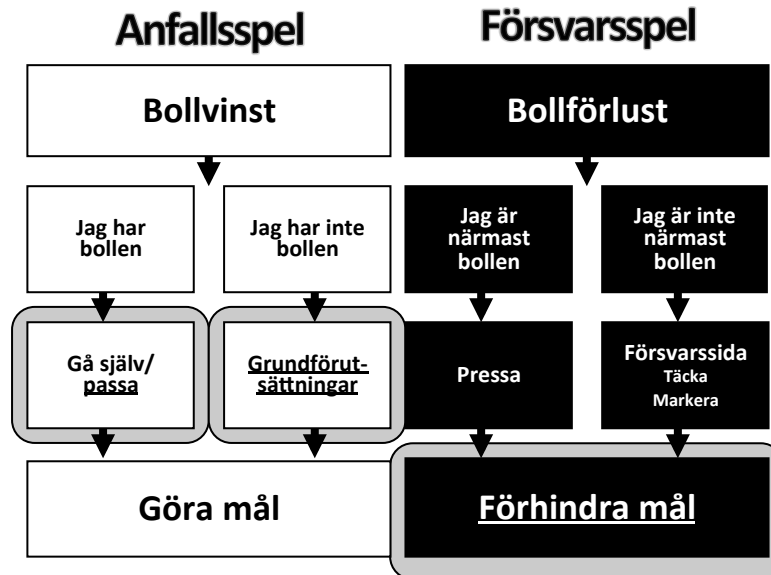 Anfallsspel
Försvarsspel
Bollvinst
Bollförlust
Jag har
bollen
Jag har inte
bollen
Jag är
närmast
bollen
Jag är inte
närmast
bollen
Gå själv/
passa
Grundförut-
sättningar
Pressa
Försvarssida
Täcka
Markera
Göra mål
Förhindra mål